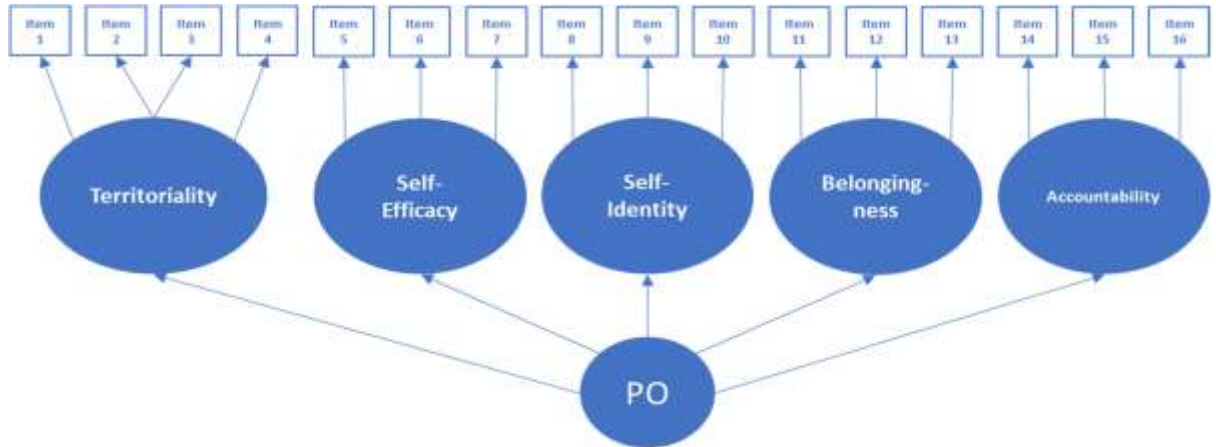 Item
1
Item
2
Item
3
Item
4
Item
5
Item
6
Item
7
Item
8
Item
9
Item
10
Item
11
Item
12
Item
13
Item
14
Item
15
Item
16
Territoriality
Self-
Efficacy
Self-
Identity
Belonging-
ness
Accountability
PO